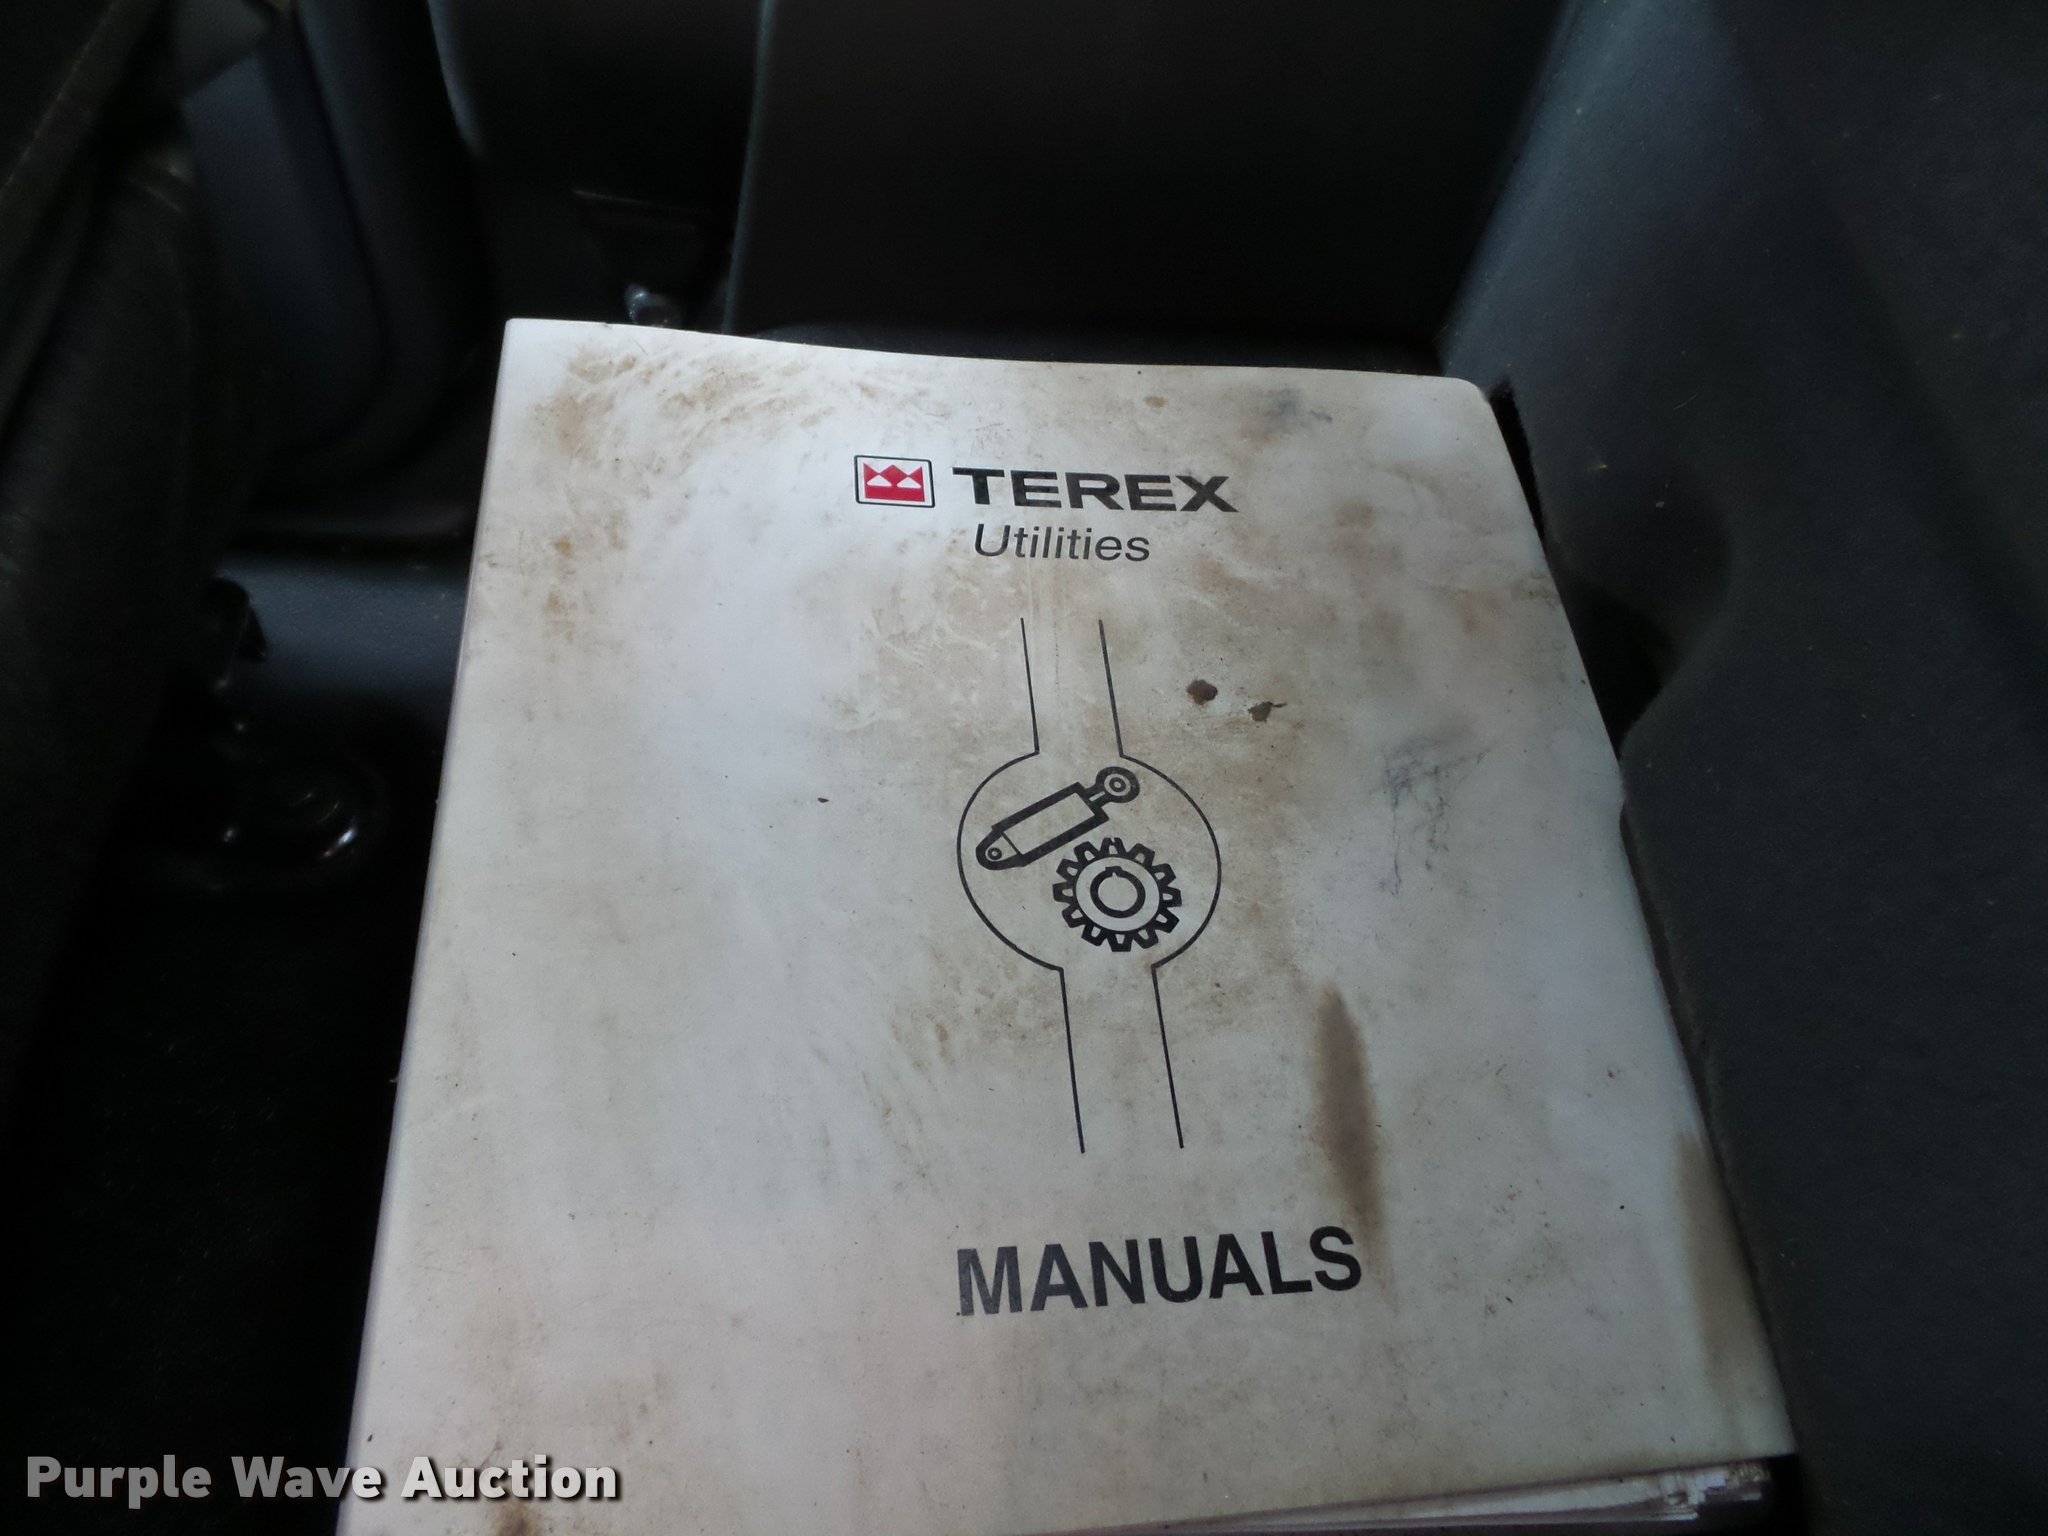 TEREX
Utilities
MANUALS
Purple Wave Auction